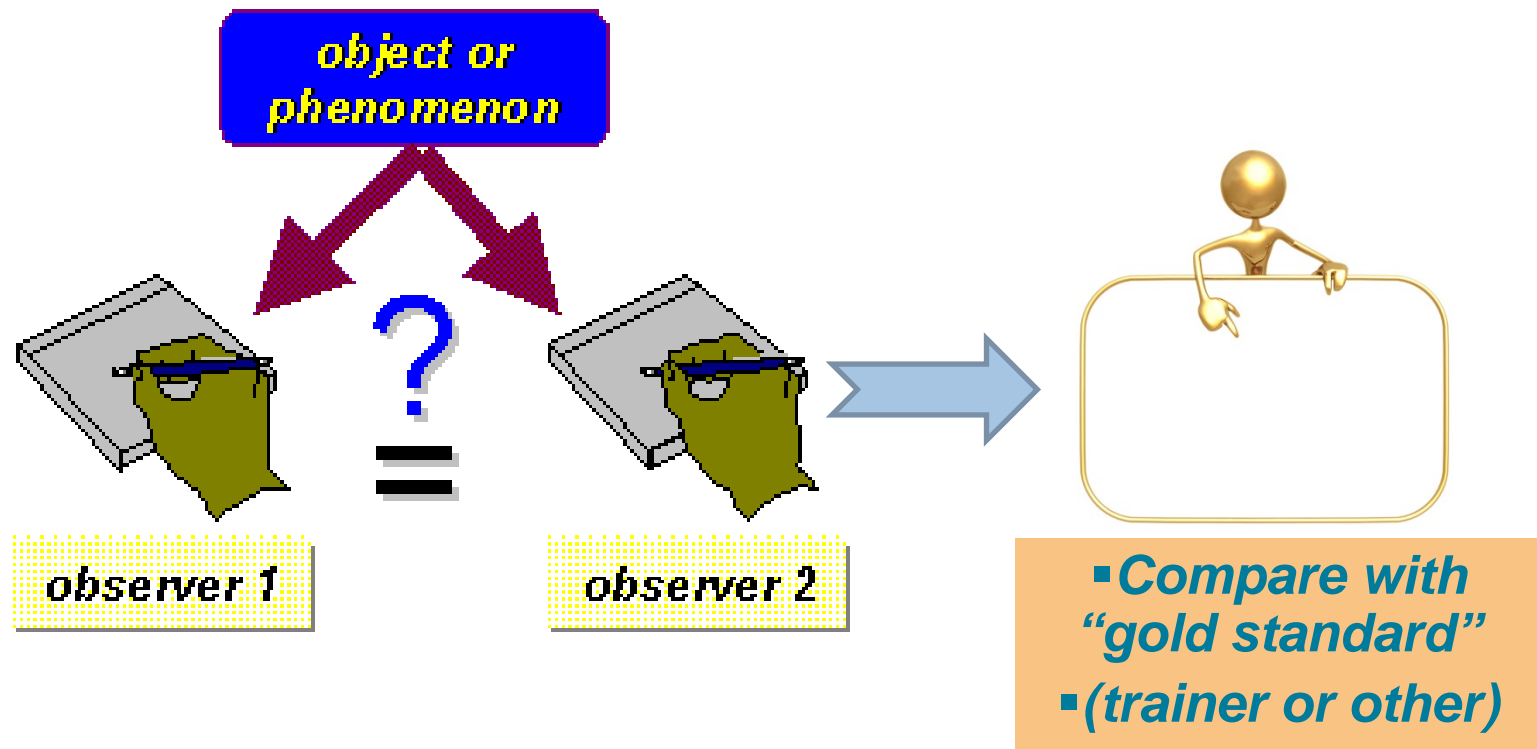 object or
phenomenon
?
=
observer 1
observer 2
▪Compare with
“gold standard”
▪(trainer or other)